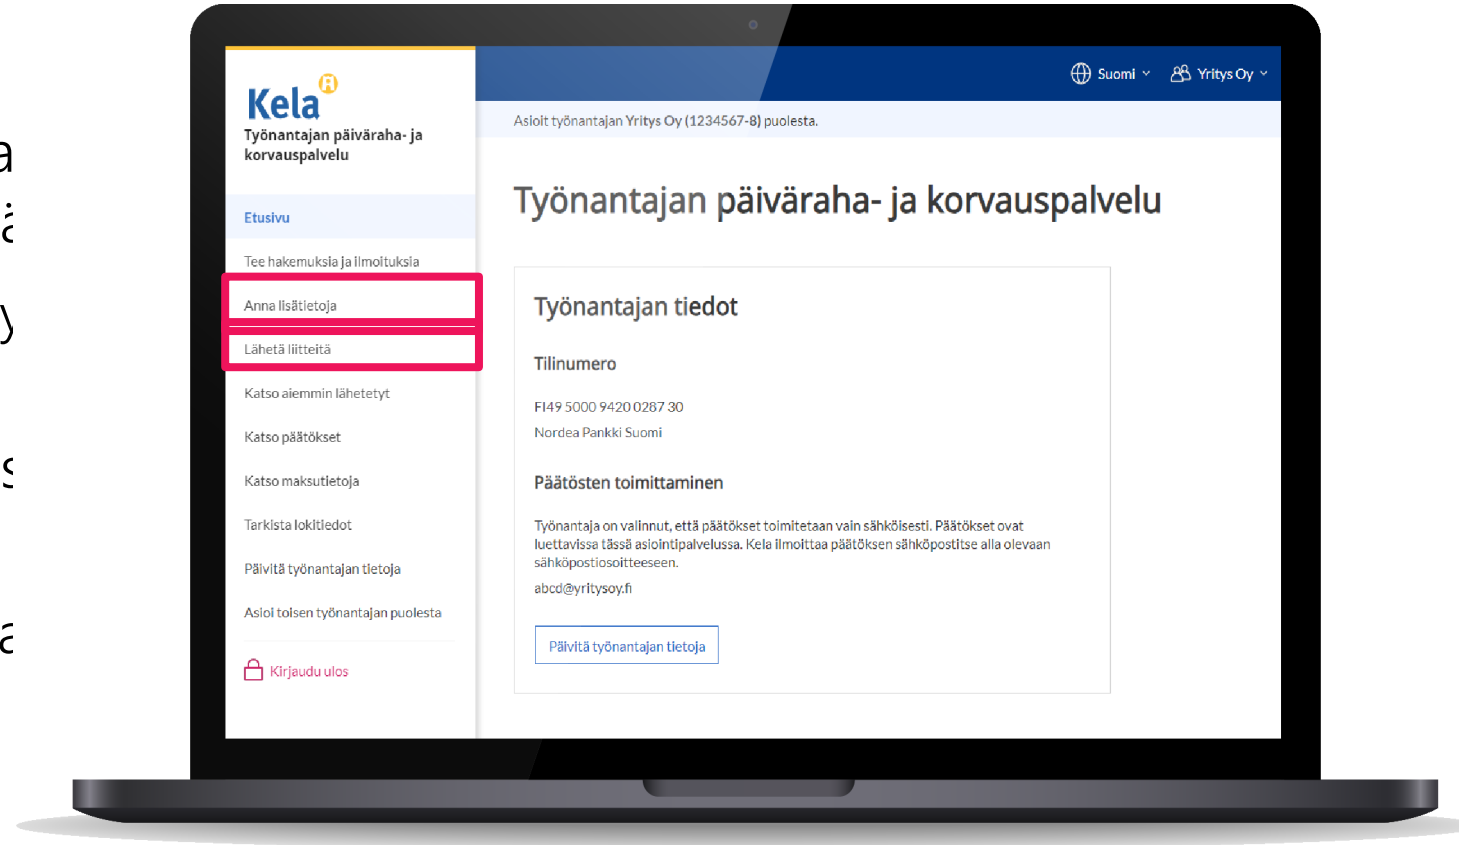 Kela
Työnantajan päiväraha- ja
korvauspalvelu
Etusivu
Tee hakemuksia ja ilmoituksia
Anna lisätietoja
Lähetä liitteitä
Katso aiemmin lähetetyt
Katso päätökset
Katso maksutietoja
Tarkista lokitiedot
Päivitä työnantajan tietoja
Asioi toisen työnantajan puolesta
Kirjaudu ulos
Suomi
Yritys Oy
Asioit työnantajan Yritys Oy (1234567-8) puolesta.
Työnantajan päiväraha- ja korvauspalvelu
Työnantajan tiedot
Tilinumero
FI49 5000 9420 0287 30
Nordea Pankki Suomi
Päätösten toimittaminen
Työnantaja on valinnut, että päätökset toimitetaan vain sähköisesti. Päätökset ovat
luettavissa tässä asiointipalvelussa. Kela ilmoittaa päätöksen sähköpostitse alla olevaan
sähköpostiosoitteeseen.
abcd@yritysoy.fi
Päivitä työnantajan tietoja